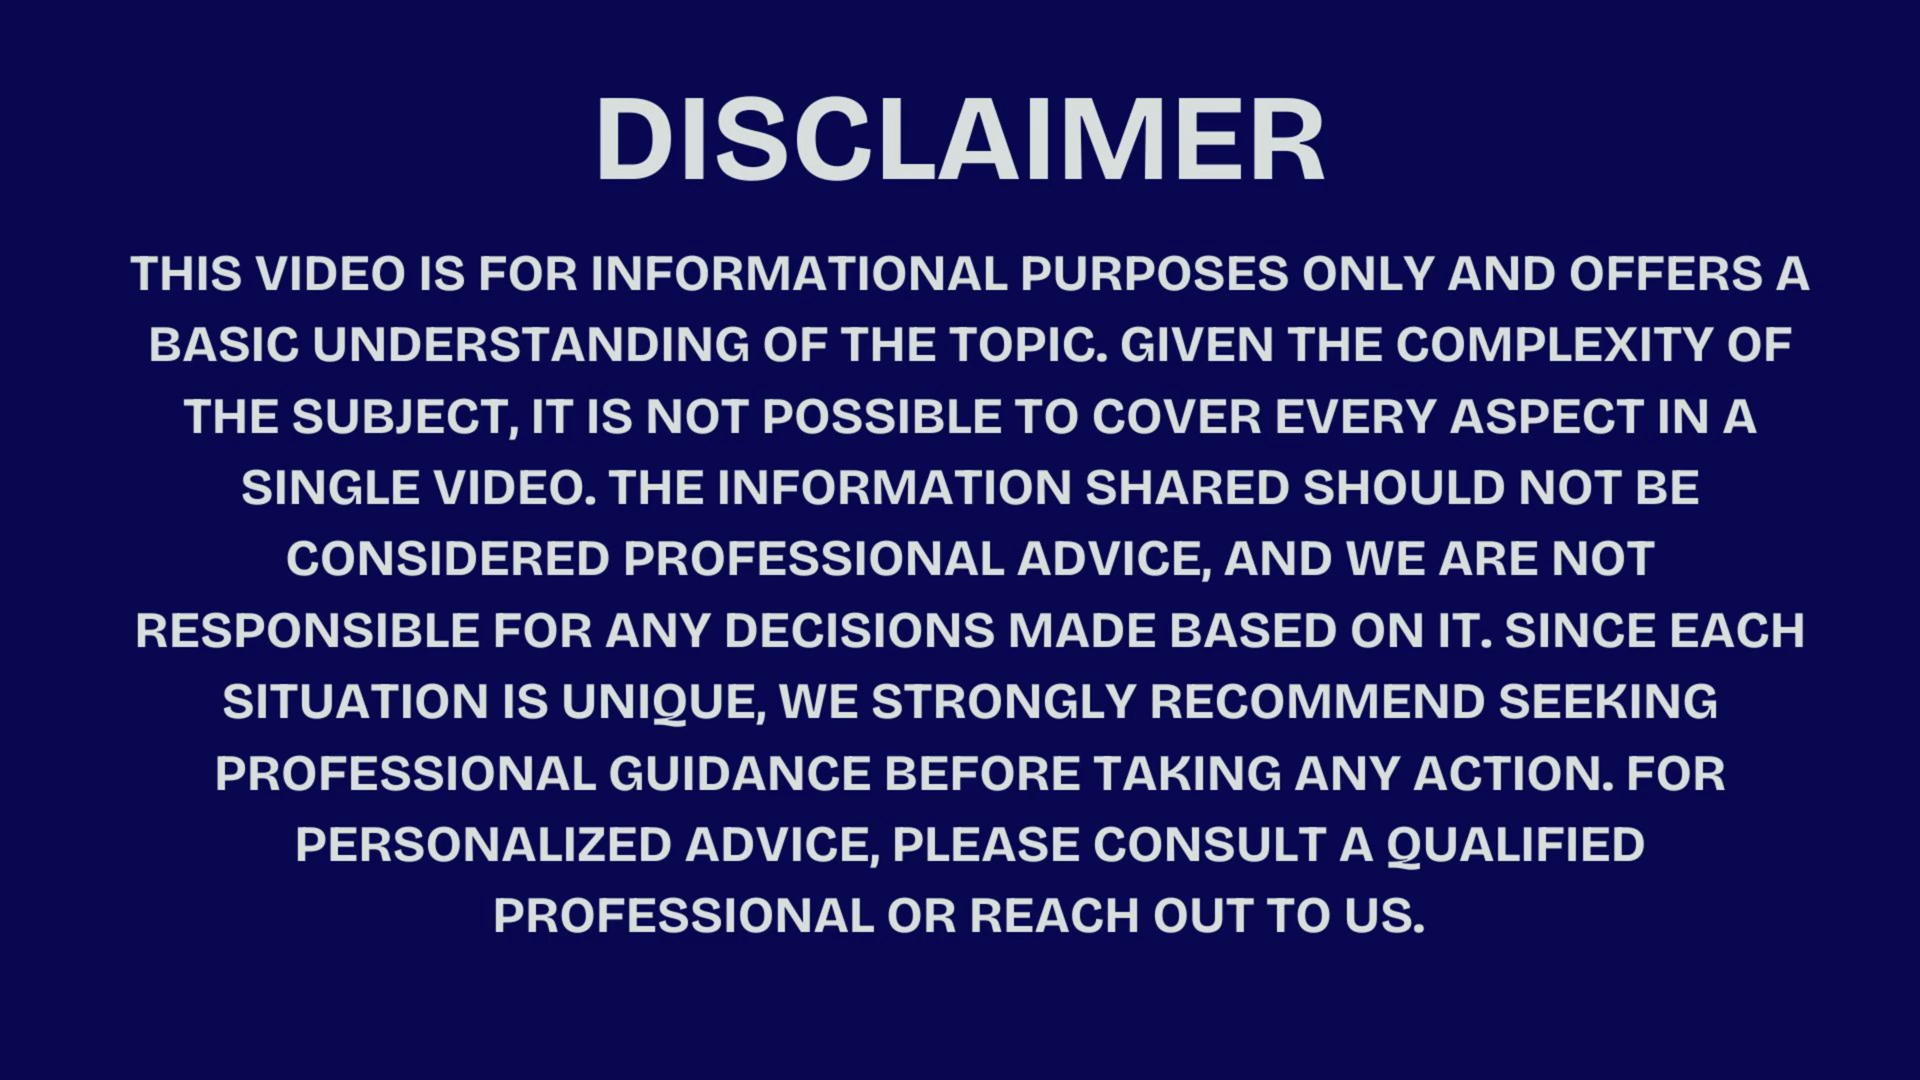 DISCLAIMER
THIS VIDEO IS FOR INFORMATIONAL PURPOSES ONLY AND OFFERS A
BASIC UNDERSTANDING OF THE TOPIC. GIVEN THE COMPLEXITY OF
THE SUBJECT, IT IS NOT POSSIBLE TO COVER EVERY ASPECT IN A
SINGLE VIDEO. THE INFORMATION SHARED SHOULD NOT BE
CONSIDERED PROFESSIONAL ADVICE, AND WE ARE NOT
RESPONSIBLE FOR ANY DECISIONS MADE BASED ON IT. SINCE EACH
SITUATION IS UNIQUE, WE STRONGLY RECOMMEND SEEKING
PROFESSIONAL GUIDANCE BEFORE TAKING ANY ACTION. FOR
PERSONALIZED ADVICE, PLEASE CONSULT A QUALIFIED
PROFESSIONAL OR REACH OUT TO US.